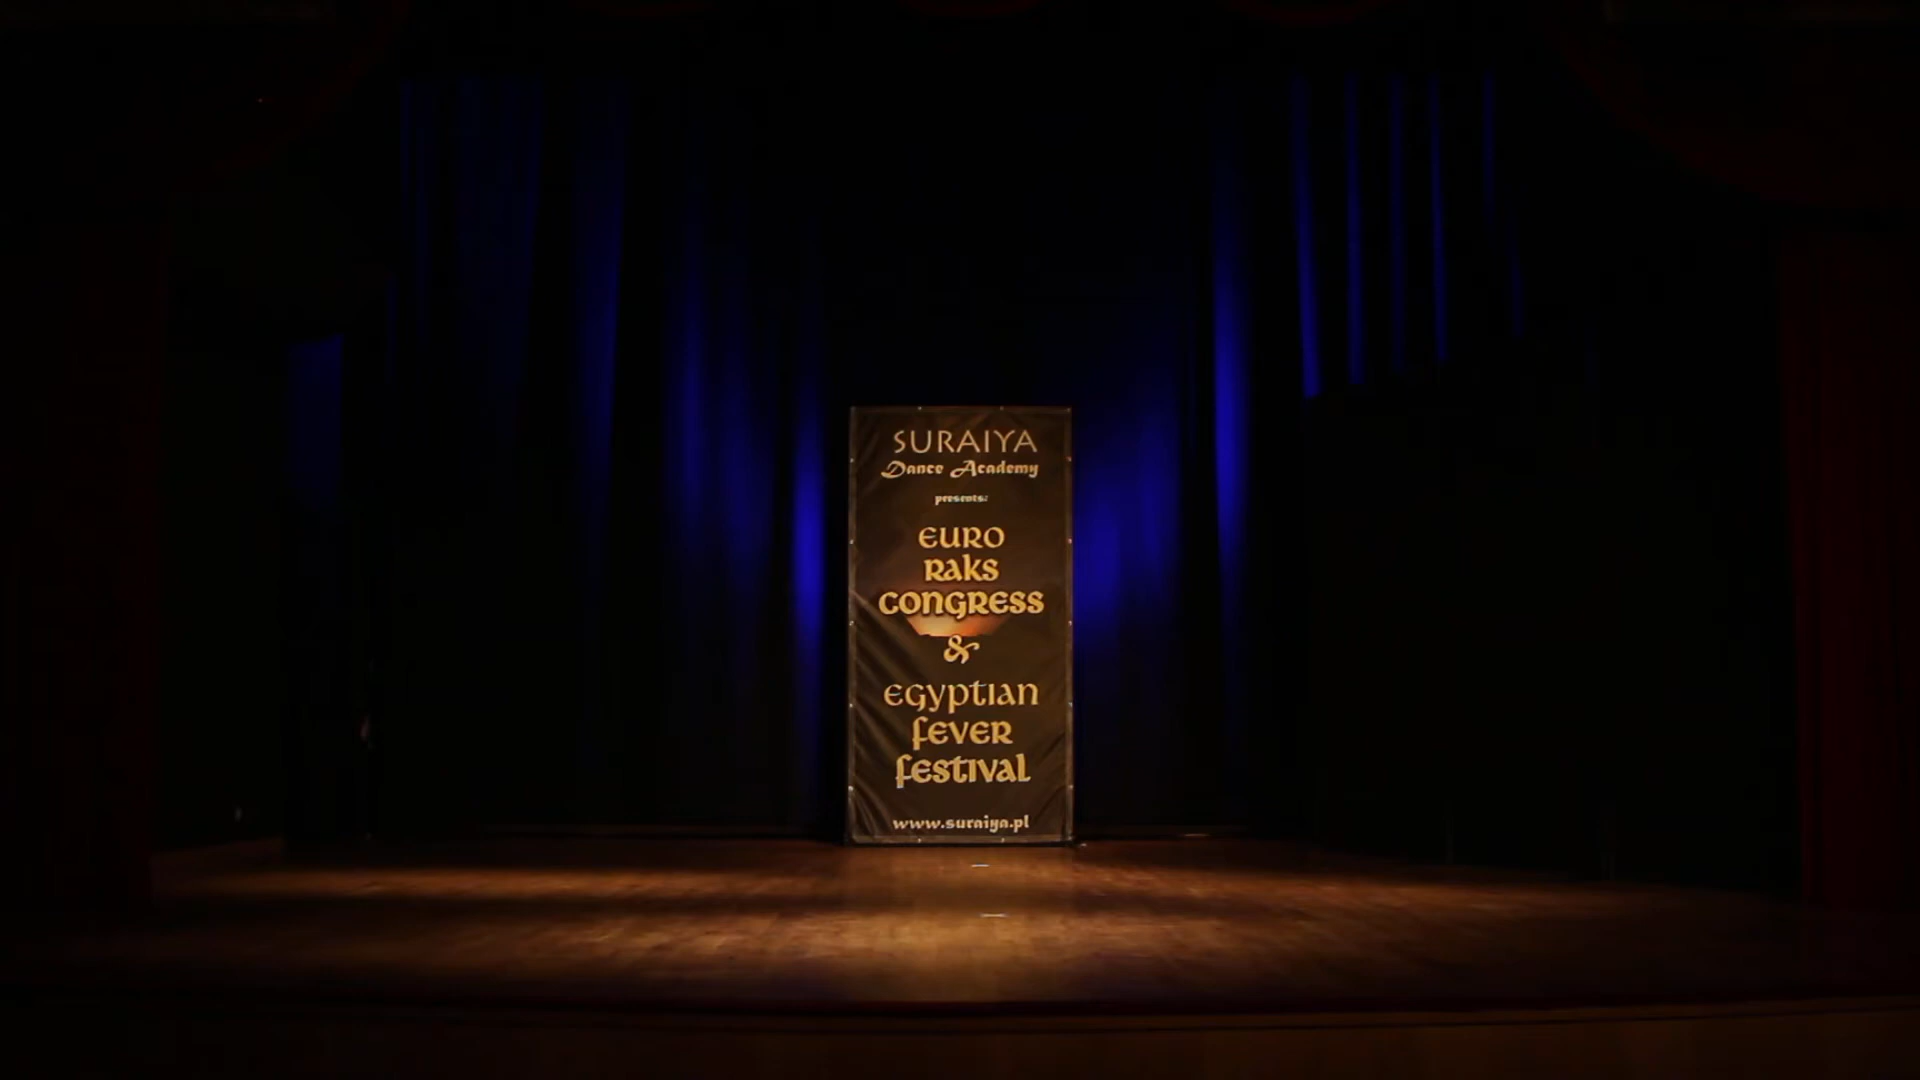 SURAIYA
Dance Academy
presents:
EURO
RAKS
CONGRESS
&
EGYPTIAN
FEVER
FESTIVAL
www.suraiya.pl